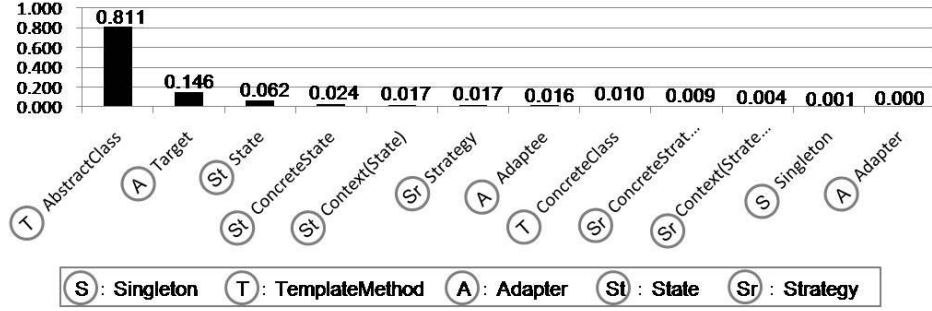 1.000
0.800
0.600
0.400
0.200
0.000
0.811
0.146
0.062
0.024
0.017
0.017
0.016
0.010
0.009
0.004
0.001
0.000
T AbstractClass
A Target
St State
St ConcreteState
St Context(State)
Sr Strategy
A Adaptee
T ConcreteClass
Sr ConcreteStrat...
Sr Context(Strate...
S Singleton
A Adapter
S : Singleton T : TemplateMethod A : Adapter St : State Sr : Strategy